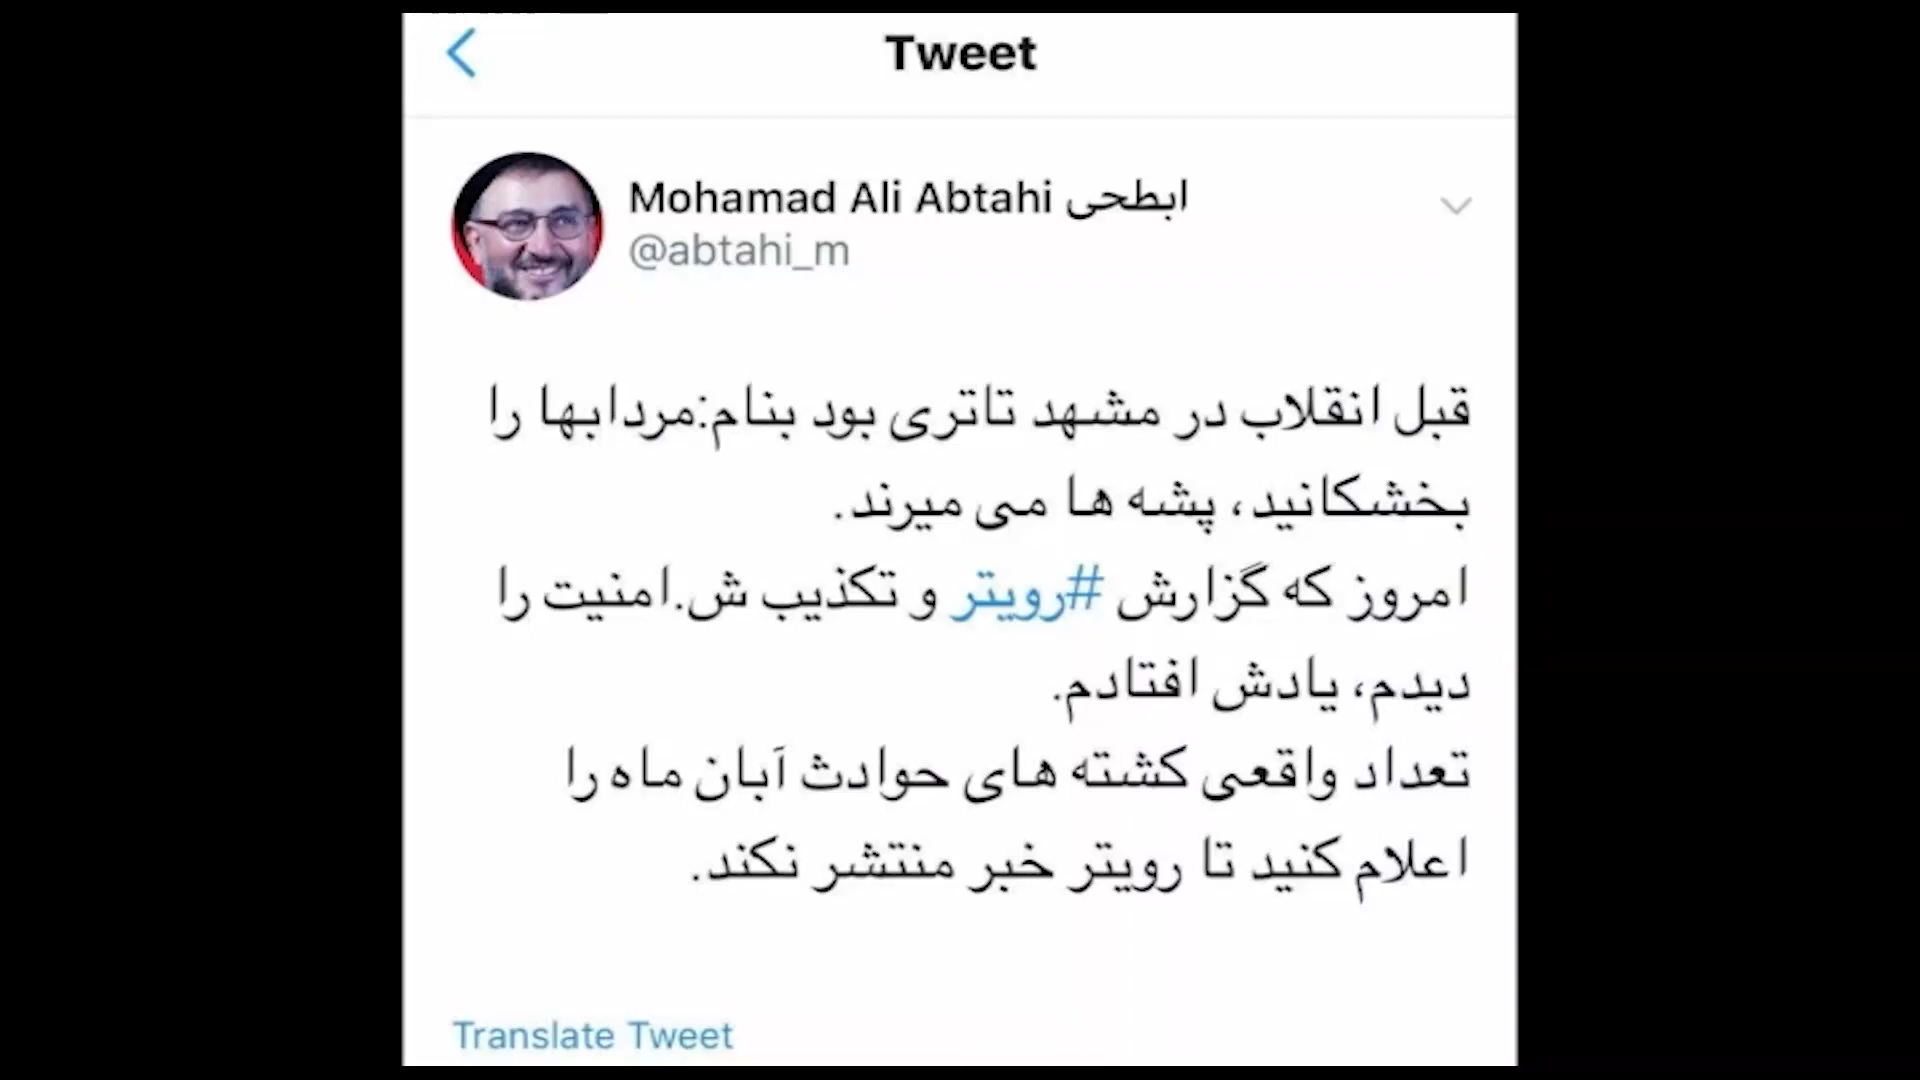 Tweet
Mohamad Ali Abtahi ابطحی
@abtahi_m
قبل انقلاب در مشهد تاتری بود بنام:مردابها را
بخشکانید، پشه ها می میرند.
امروز که گزارش #رویتر و تکذیب ش.امنیت را
دیدم، یادش افتادم.
تعداد واقعی کشته های حوادث آبان ماه را
اعلام کنید تا رویتر خبر منتشر نکند.
Translate Tweet